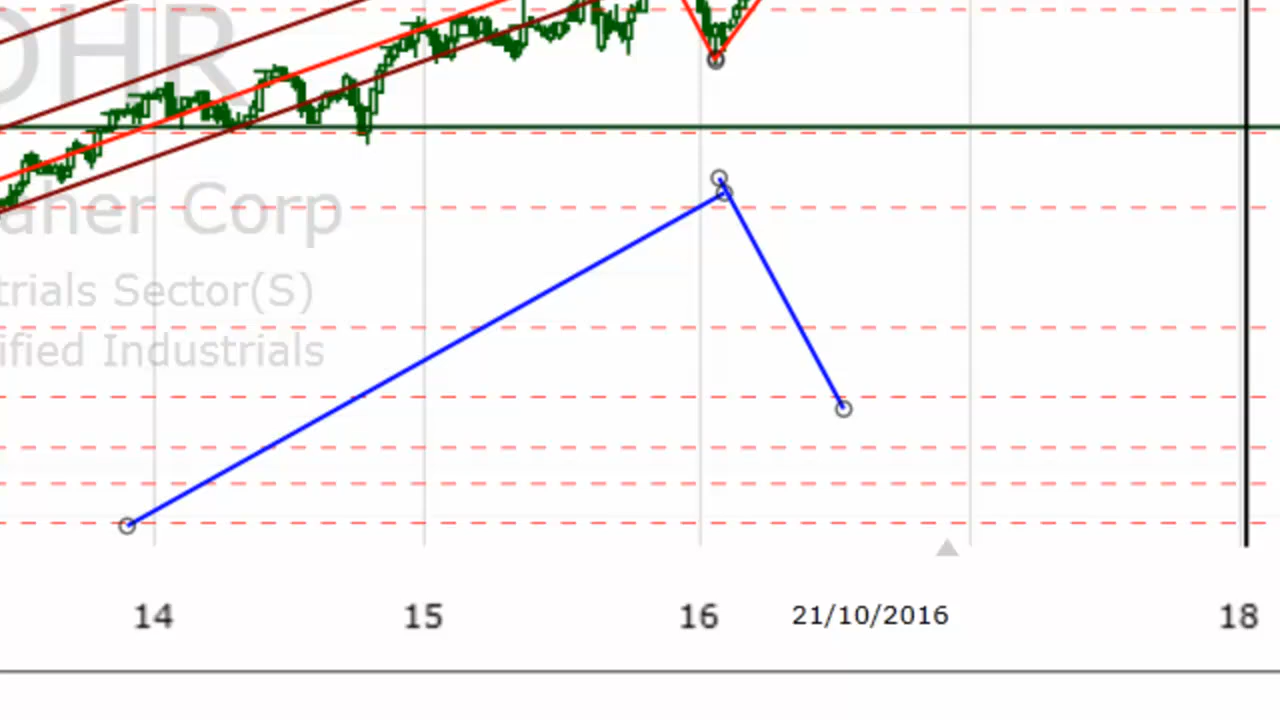 DHR
aher Corp
trials Sector(S)
ified Industrials
14 15 16 21/10/2016 18